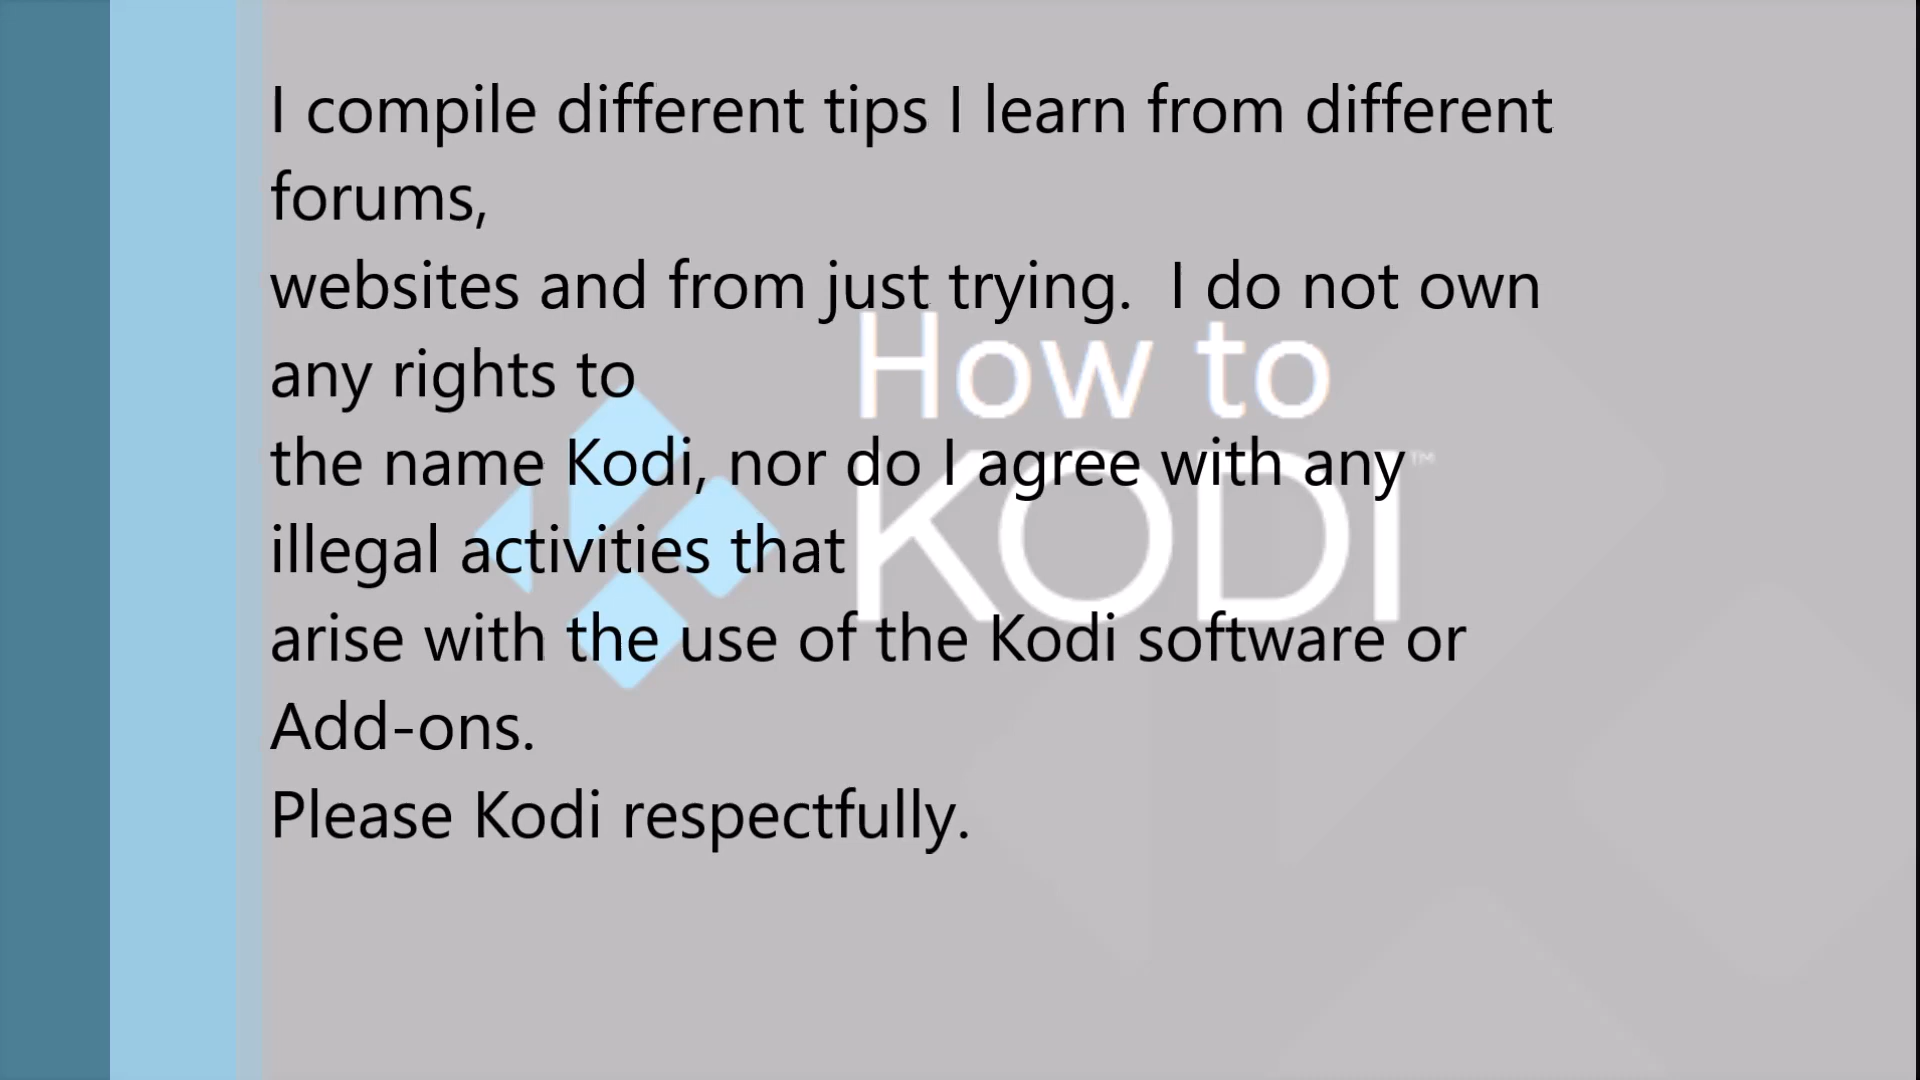 I compile different tips I learn from different
forums,
websites and from just trying.  I do not own
any rights to
the name Kodi, nor do I agree with any
illegal activities that
arise with the use of the Kodi software or
Add-ons.
Please Kodi respectfully.
How to
KODI™